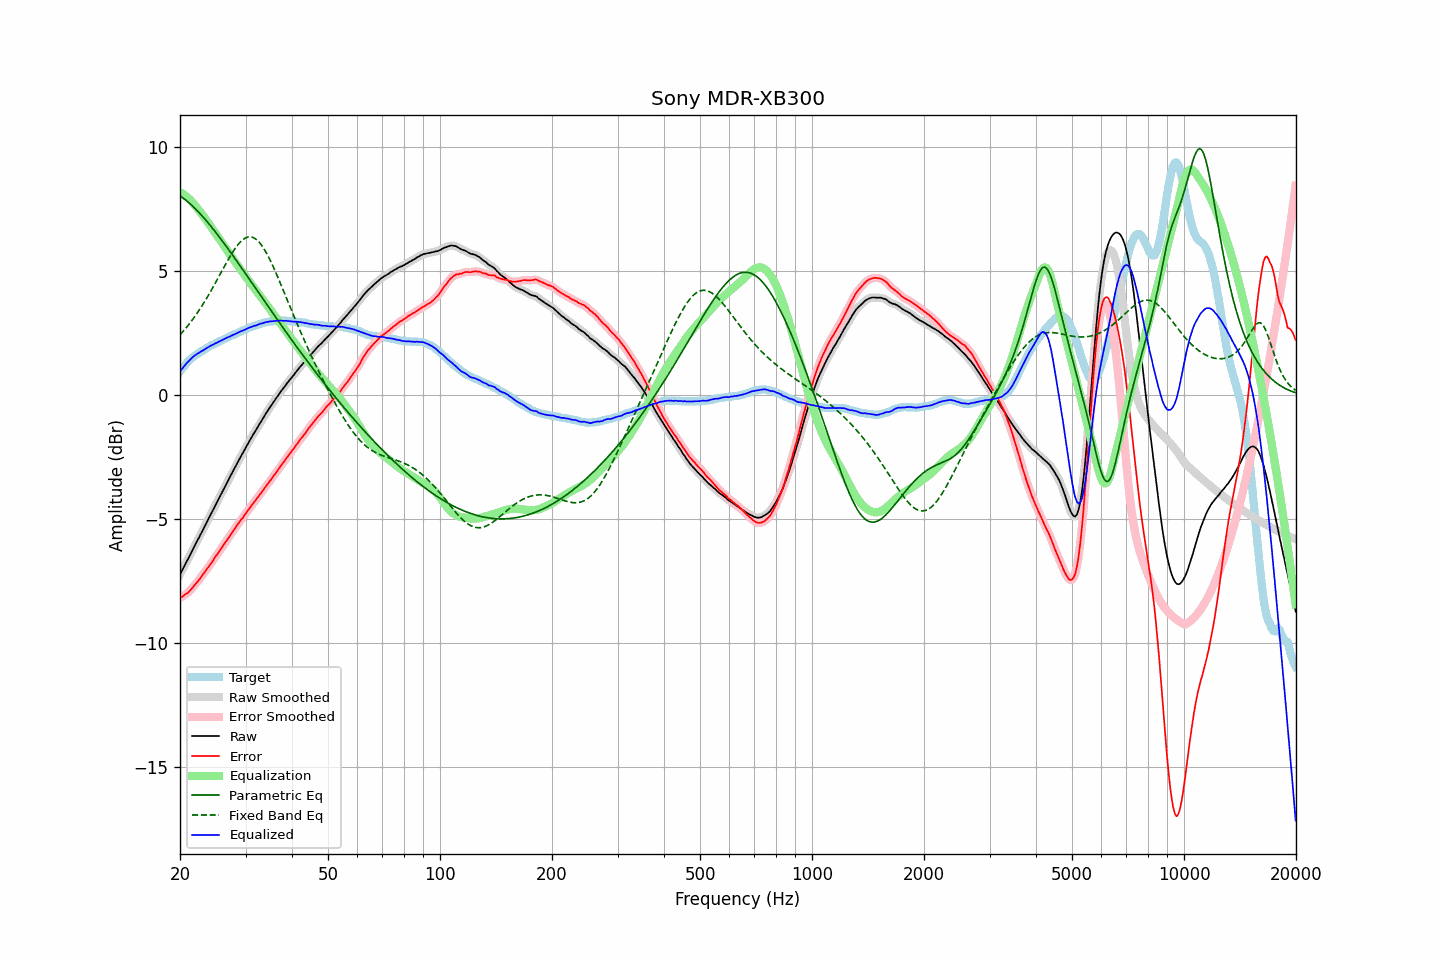 Sony MDR-XB300
Amplitude (dBr)
10
5
0
−5
−10
−15
Target
Raw Smoothed
Error Smoothed
Raw
Error
Equalization
Parametric Eq
Fixed Band Eq
Equalized
20 50 100 200 500 1000 2000 5000 10000 20000
Frequency (Hz)